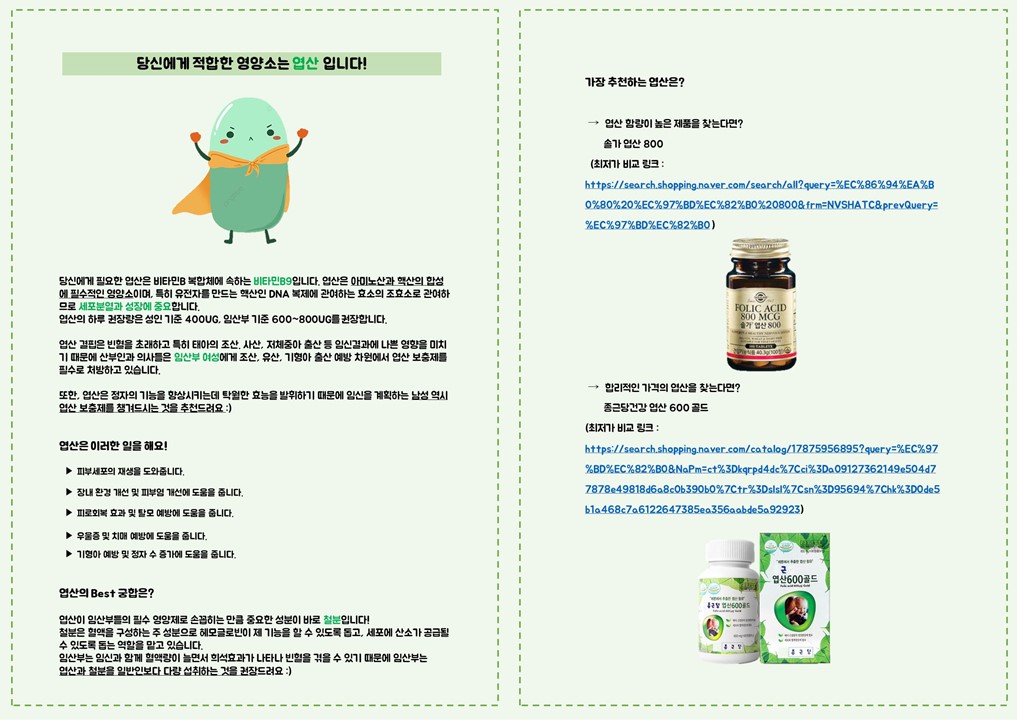 당신에게 적합한 영양소는 엽산 입니다!
당신에게 필요한 엽산은 비타민B 복합체에 속하는 비타민B9입니다. 엽산은 아미노산과 핵산의 합성
에 필수적인 영양소이며, 특히 유전자를 만드는 핵산인 DNA 복제에 관여하는 효소의 조효소로 관여하
므로 세포분열과 성장에 중요합니다.
엽산의 하루 권장량은 성인 기준 400UG, 임산부 기준 600~800UG를 권장합니다.
엽산 결핍은 빈혈을 초래하고 특히 태아의 조산, 사산, 저체중아 출산 등 임신결과에 나쁜 영향을 미치
기 때문에 산부인과 의사들은 임산부 여성에게 조산, 유산, 기형아 출산 예방 차원에서 엽산 보충제를
필수로 처방하고 있습니다.
또한, 엽산은 정자의 기능을 향상시키는데 탁월한 효능을 발휘하기 때문에 임신을 계획하는 남성 역시
엽산 보충제를 챙겨드시는 것을 추천드려요 :)
엽산은 이러한 일을 해요!
▶ 피부세포의 재생을 도와줍니다.
▶ 장내 환경 개선 및 피부염 개선에 도움을 줍니다.
▶ 피로회복 효과 및 탈모 예방에 도움을 줍니다.
▶ 우울증 및 치매 예방에 도움을 줍니다.
▶ 기형아 예방 및 정자 수 증가에 도움을 줍니다.
엽산의 Best 궁합은?
엽산이 임산부들의 필수 영양제로 손꼽히는 만큼 중요한 성분이 바로 철분입니다!
철분은 혈액을 구성하는 주 성분으로 헤모글로빈이 제 기능을 할 수 있도록 돕고, 세포에 산소가 공급될
수 있도록 돕는 역할을 맡고 있습니다.
임산부는 임신과 함께 혈액량이 늘면서 희석효과가 나타나 빈혈을 겪을 수 있기 때문에 임산부는
엽산과 철분을 일반인보다 다량 섭취하는 것을 권장드려요 :)
가장 추천하는 엽산은?
→ 엽산 함량이 높은 제품을 찾는다면?
솔가 엽산 800
(최저가 비교 링크 :
https://search.shopping.naver.com/search/all?query=%EC%86%94%EA%B
0%80%20%EC%97%BD%EC%82%B0%20800&frm=NVSHATC&prevQuery=
%EC%97%BD%EC%82%B0)
FOLIC ACID
800 MCG
솔가 엽산 800
→ 합리적인 가격의 엽산을 찾는다면?
종근당건강 엽산 600 골드
(최저가 비교 링크 :
https://search.shopping.naver.com/catalog/17875956895?query=%EC%97
%BD%EC%82%B0&NaPm=ct%3Dkqrpd4dc%7Cci%3Da09127362149e504d7
7878e49818d6a8c0b390b0%7Ctr%3Dslsl%7Csn%3D95694%7Chk%3D0de5
b1a468c7a6122647385ea356aabde5a92923)
엽산600골드
종근당 엽산600골드
종근당